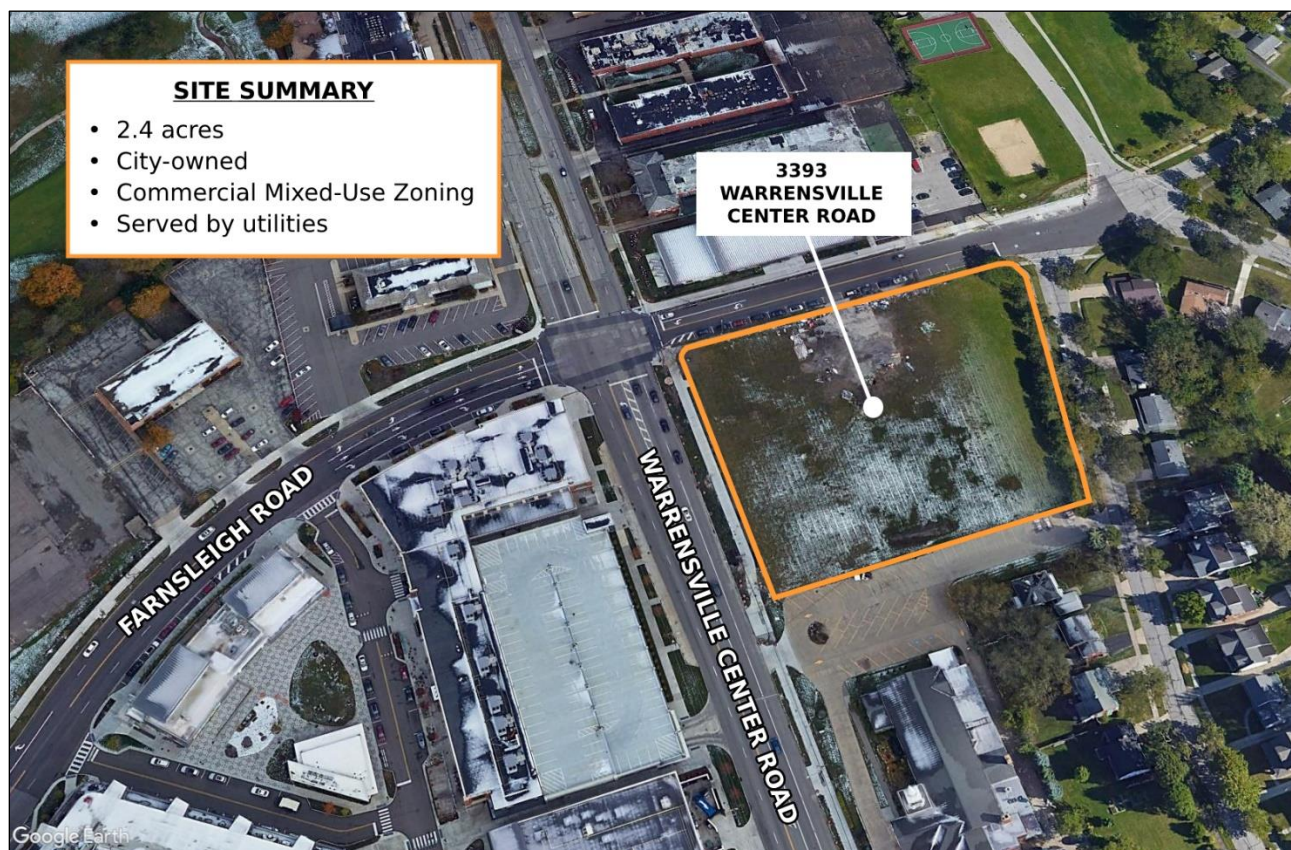 SITE SUMMARY
• 2.4 acres
• City-owned
• Commercial Mixed-Use Zoning
• Served by utilities
3393
WARRENSVILLE
CENTER ROAD
FARNSLEIGH ROAD
WARRENSVILLE CENTER ROAD
Google Earth